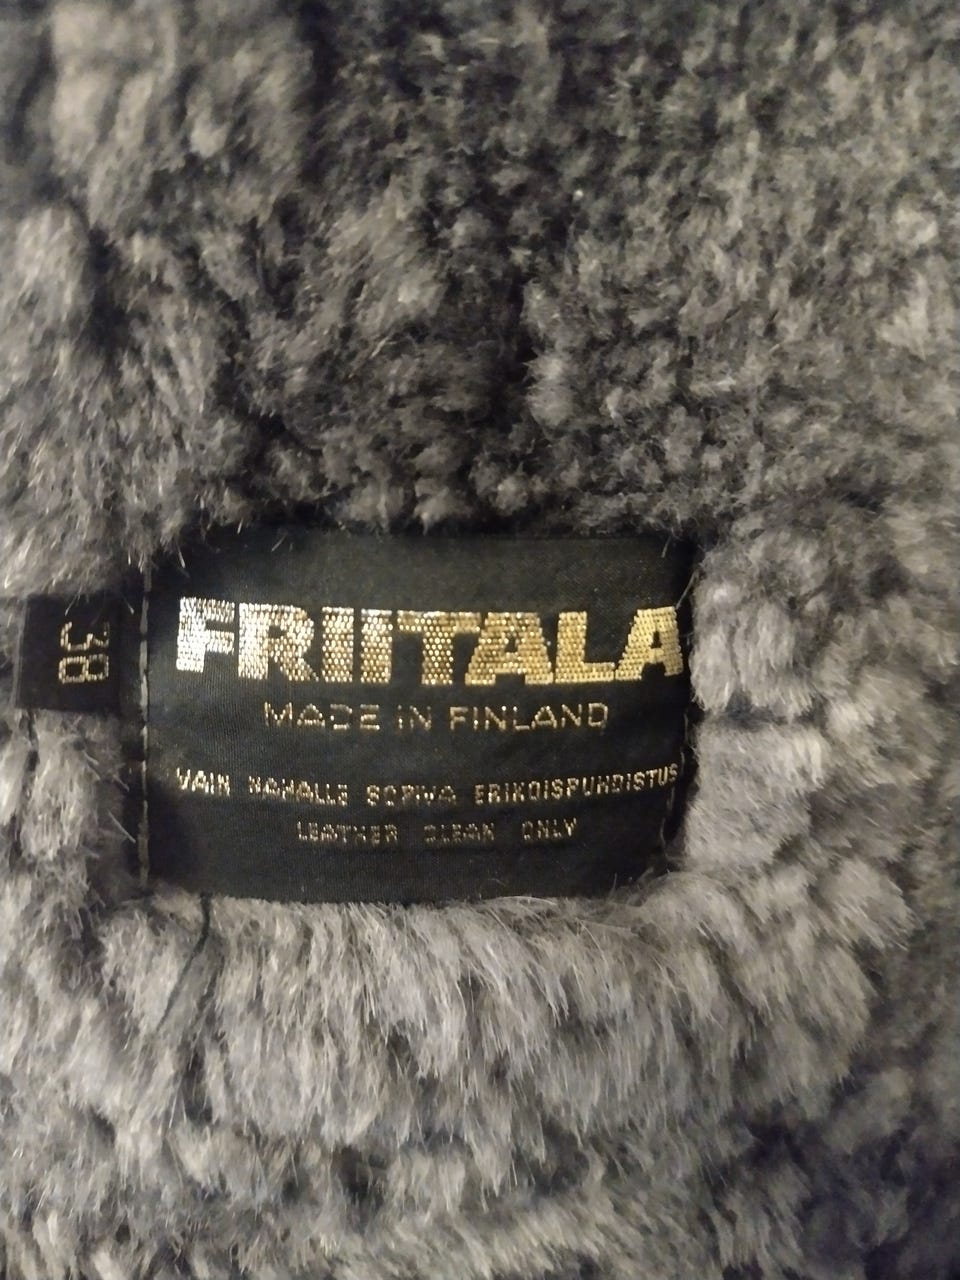 38
FRIITALA
MADE IN FINLAND
VAIN NAHALLE SOPIVA ERIKOISPUHDISTUS
LEATHER CLEAN ONLY